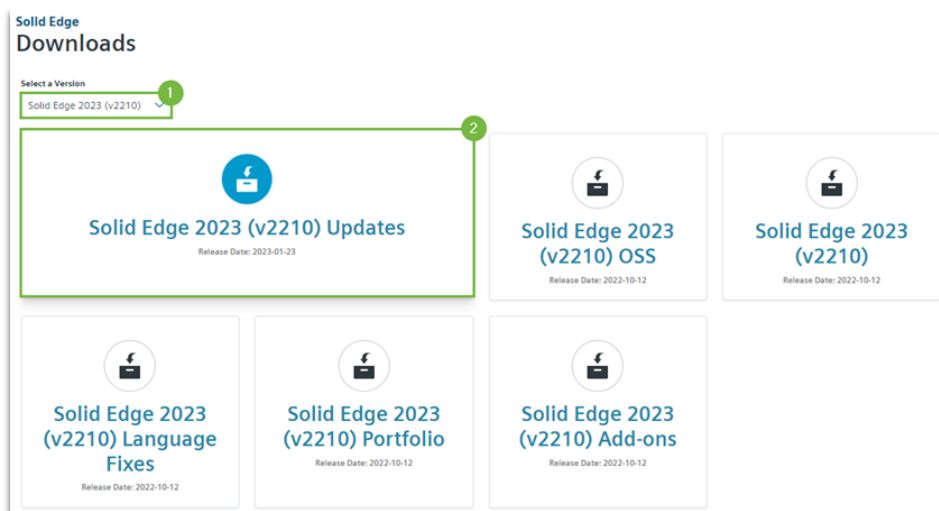 Solid Edge
Downloads
Select a Version
1
Solid Edge 2023 (v2210)
2
Solid Edge 2023 (v2210) Updates
Release Date: 2023-01-23
Solid Edge 2023
(v2210) OSS
Release Date: 2022-10-12
Solid Edge 2023
(v2210)
Release Date: 2022-10-12
Solid Edge 2023
(v2210) Language
Fixes
Release Date: 2022-10-12
Solid Edge 2023
(v2210) Portfolio
Release Date: 2022-10-12
Solid Edge 2023
(v2210) Add-ons
Release Date: 2022-10-12